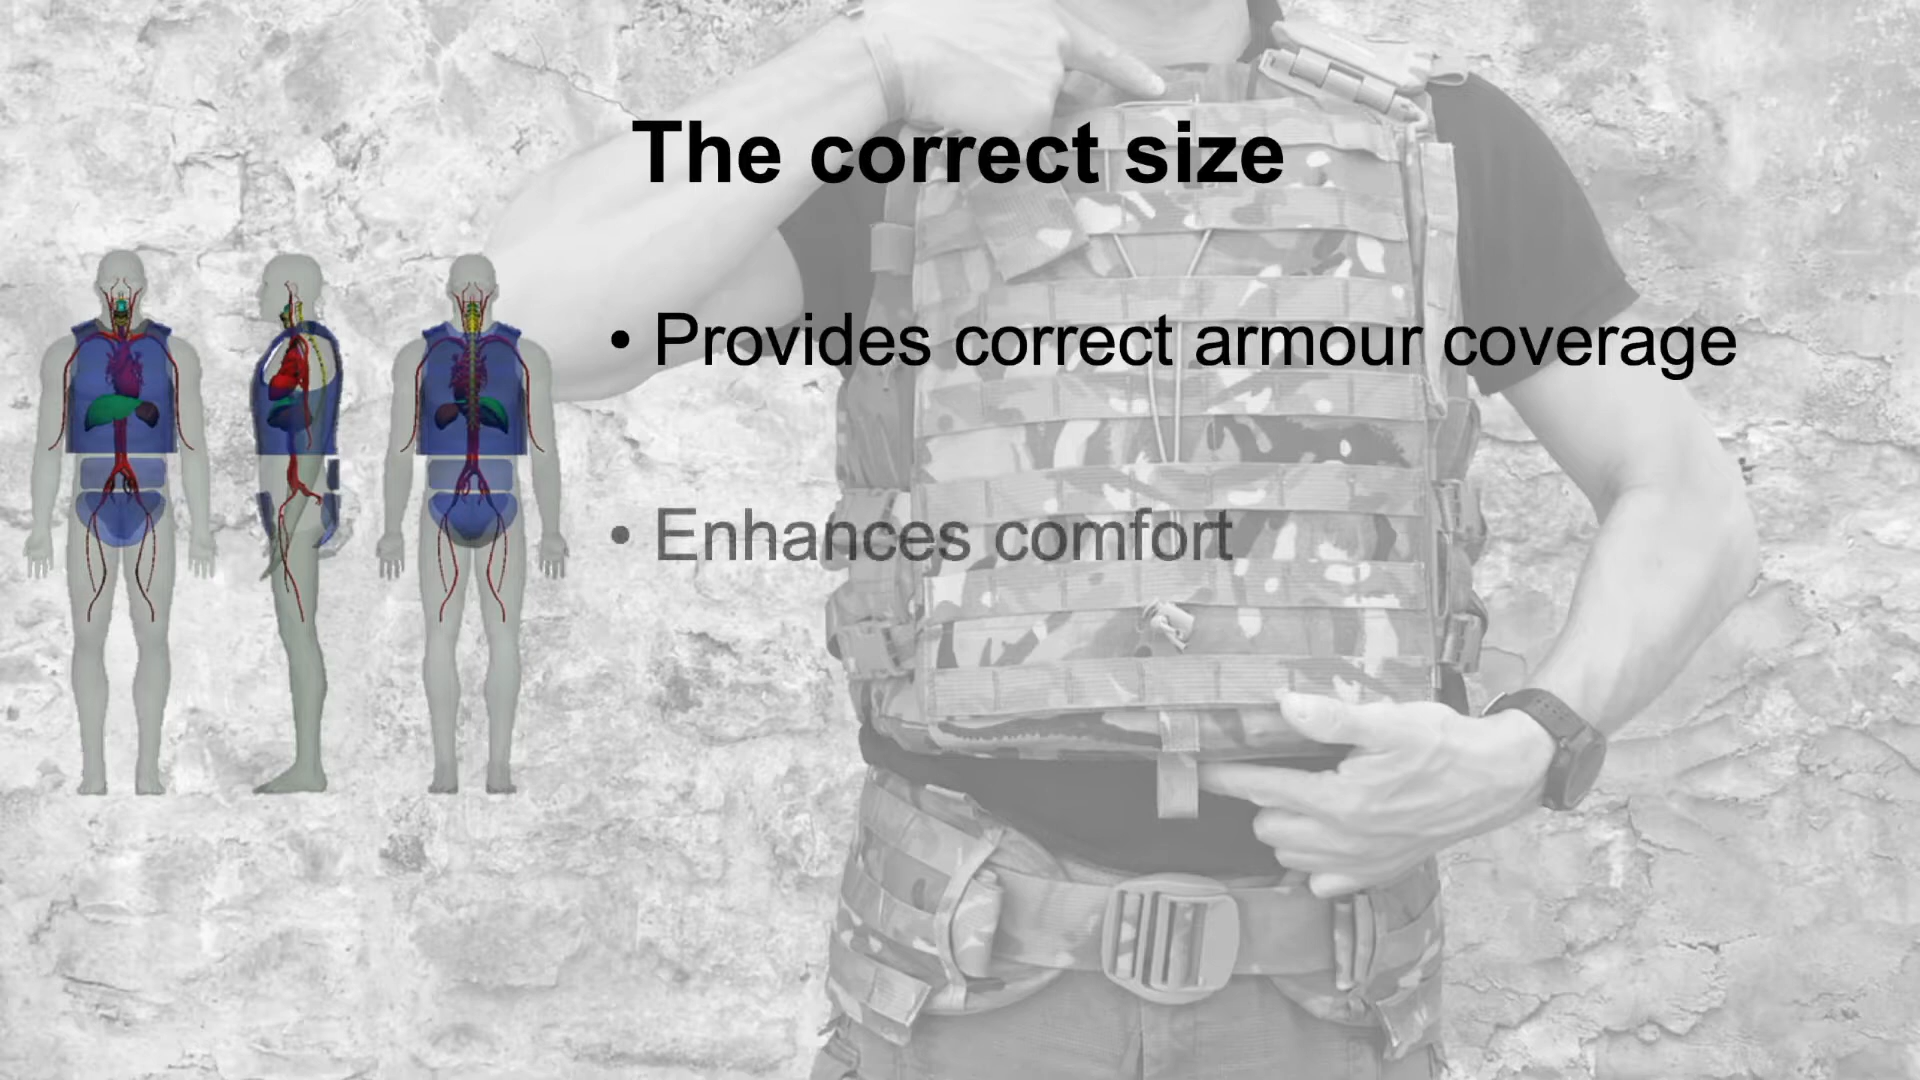 The correct size
• Provides correct armour coverage
• Enhances comfort